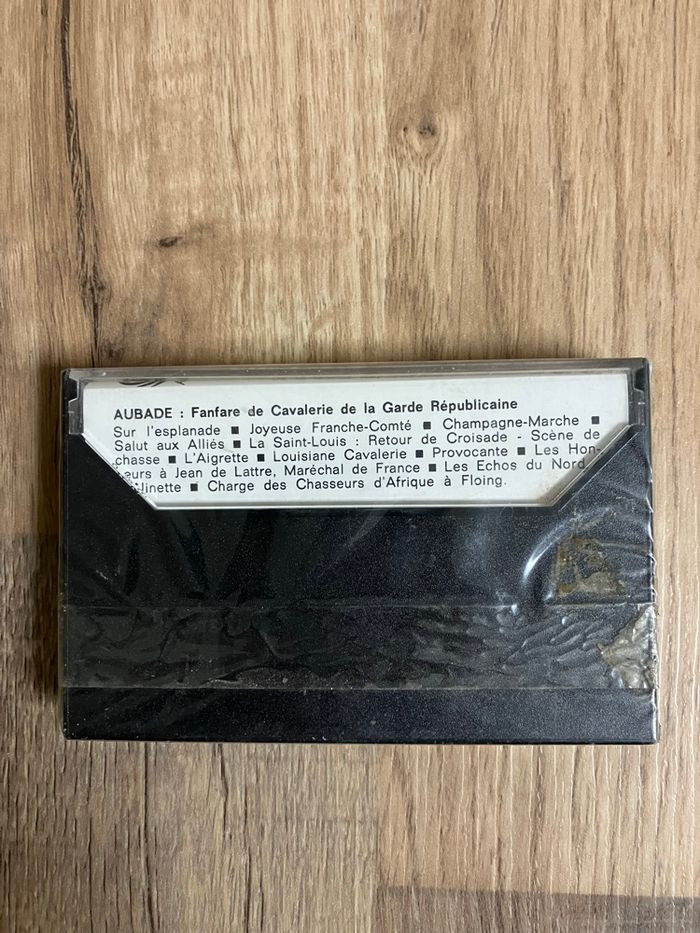 AUBADE : Fanfare de Cavalerie de la Garde Républicaine
Sur l'esplanade ■ Joyeuse Franche-Comté ■ Champagne-Marche ■
Salut aux Alliés ■ La Saint-Louis : Retour de Croisade - Scène de
chasse ■ L'Aigrette ■ Louisiane Cavalerie ■ Provocante ■ Les Hon-
eurs à Jean de Lattre, Maréchal de France ■ Les Echos du Nord
■ Charge des Chasseurs d'Afrique à Floing.